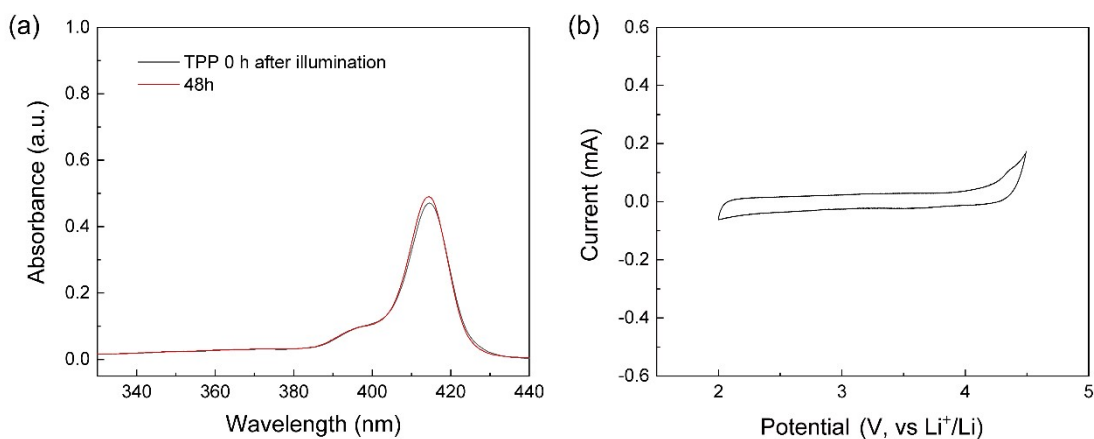 (a)
1.0
0.8
0.6
0.4
0.2
0.0
Absorbance (a.u.)
TPP 0 h after illumination
48h
340 360 380 400 420 440
Wavelength (nm)
(b)
0.6
0.4
0.2
0.0
-0.2
-0.4
-0.6
Current (mA)
2 3 4 5
Potential (V, vs Li⁺/Li)